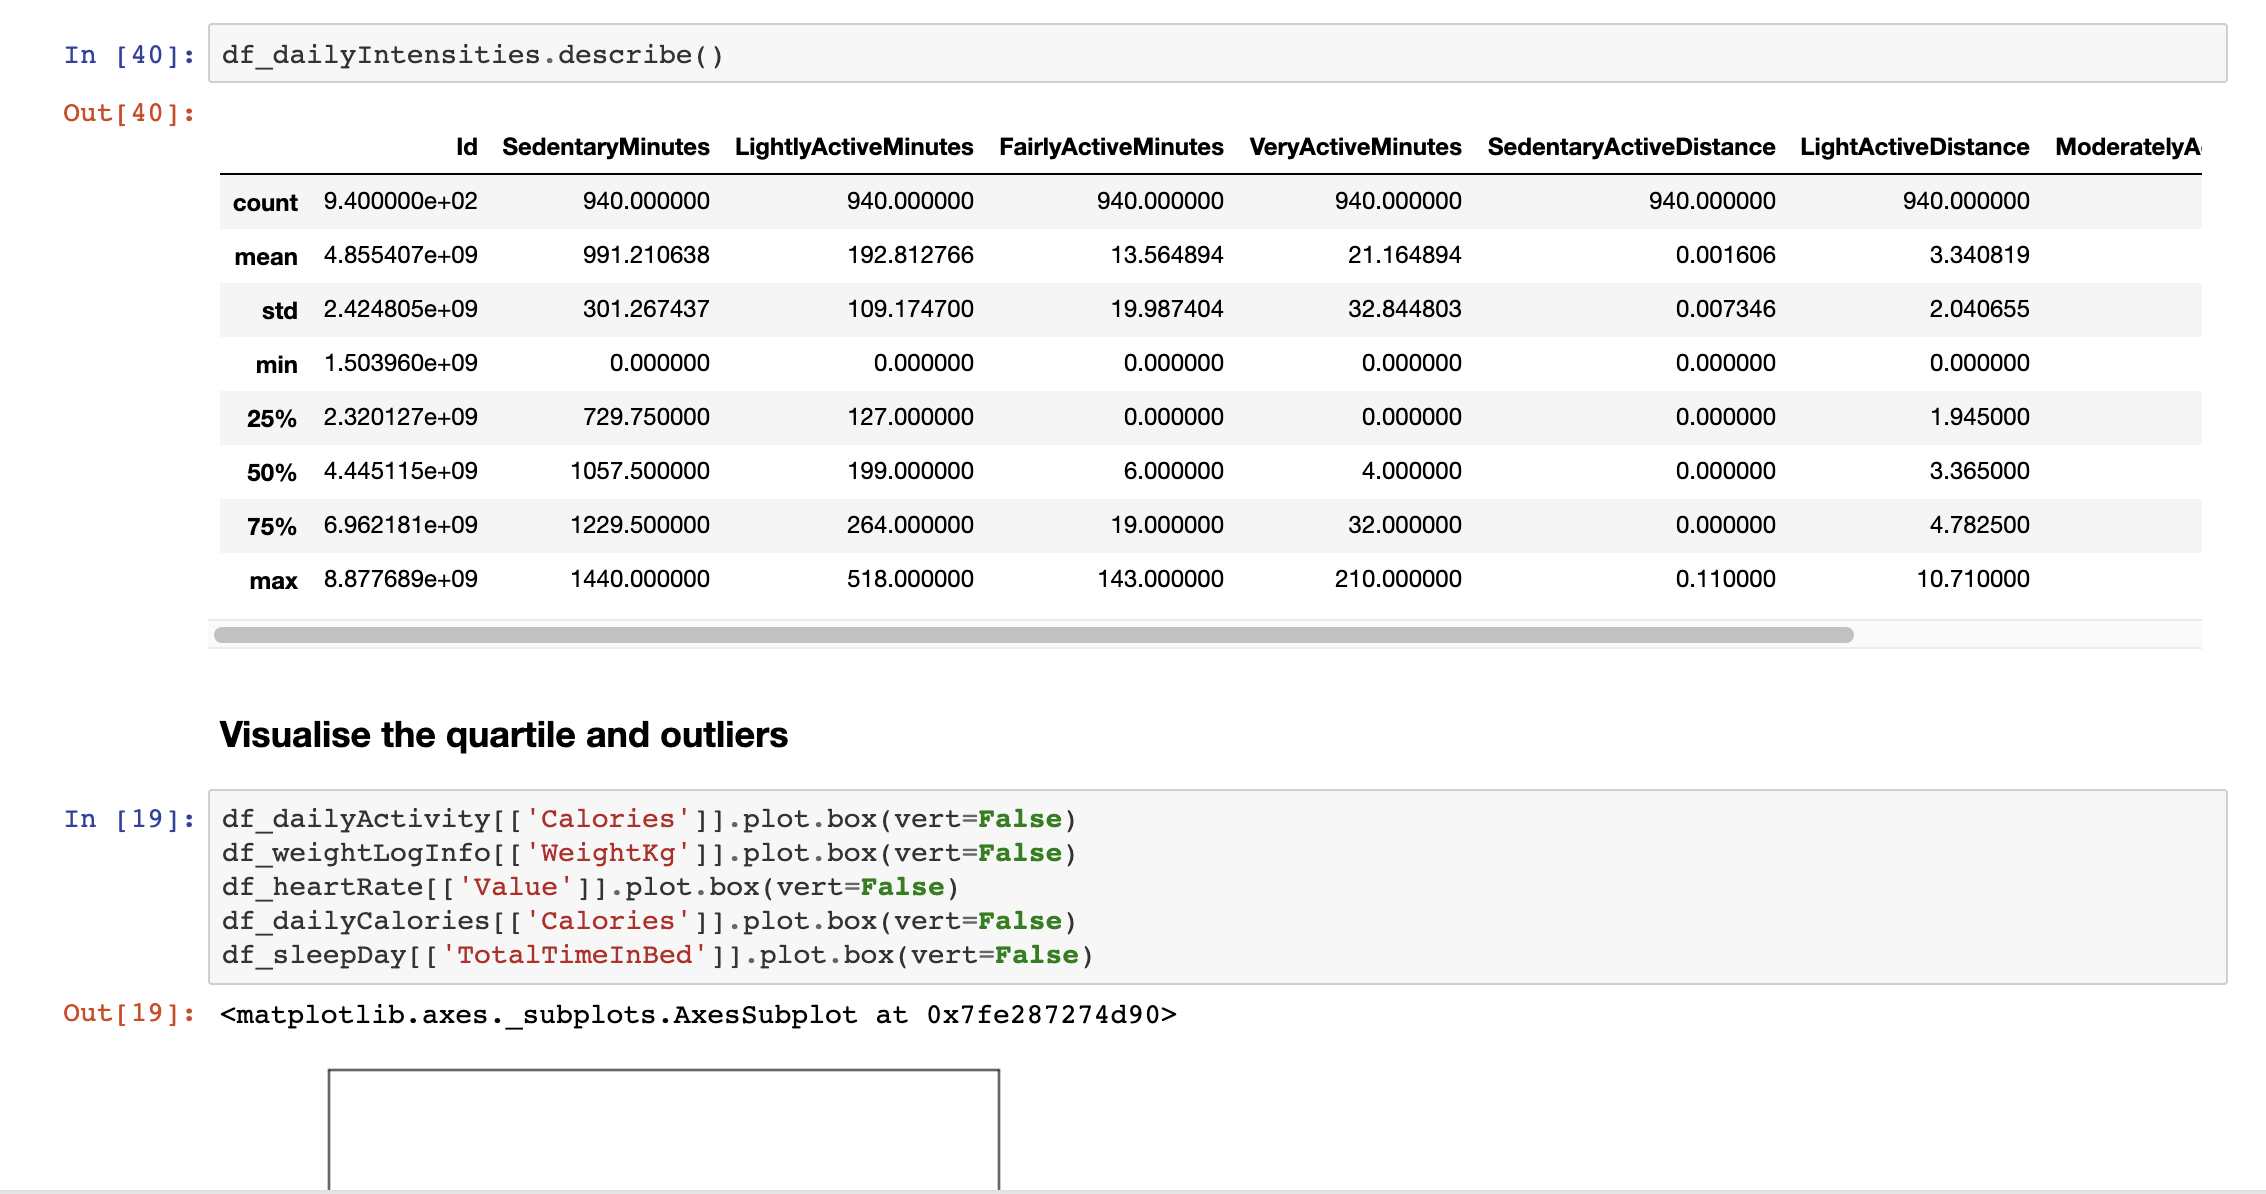 In [40]: df_dailyIntensities.describe()
Out[40]:
Id SedentaryMinutes LightlyActiveMinutes FairlyActiveMinutes VeryActiveMinutes SedentaryActiveDistance LightActiveDistance
count 9.400000e+02 940.000000 940.000000 940.000000 940.000000 940.000000 940.000000
mean 4.855407e+09 991.210638 192.812766 13.564894 21.164894 0.001606 3.340819
std 2.424805e+09 301.267437 109.174700 19.987404 32.844803 0.007346 2.040655
min 1.503960e+09 0.000000 0.000000 0.000000 0.000000 0.000000 0.000000
25% 2.320127e+09 729.750000 127.000000 0.000000 0.000000 0.000000 1.945000
50% 4.445115e+09 1057.500000 199.000000 6.000000 4.000000 0.000000 3.365000
75% 6.962181e+09 1229.500000 264.000000 19.000000 32.000000 0.000000 4.782500
max 8.877689e+09 1440.000000 518.000000 143.000000 210.000000 0.110000 10.710000
Visualise the quartile and outliers
In [19]: df_dailyActivity[['Calories']].plot.box(vert=False)
df_weightLogInfo[['WeightKg']].plot.box(vert=False)
df_heartRate[['Value']].plot.box(vert=False)
df_dailyCalories[['Calories']].plot.box(vert=False)
df_sleepDay[['TotalTimeInBed']].plot.box(vert=False)
Out[19]: <matplotlib.axes._subplots.AxesSubplot at 0x7fe287274d90>